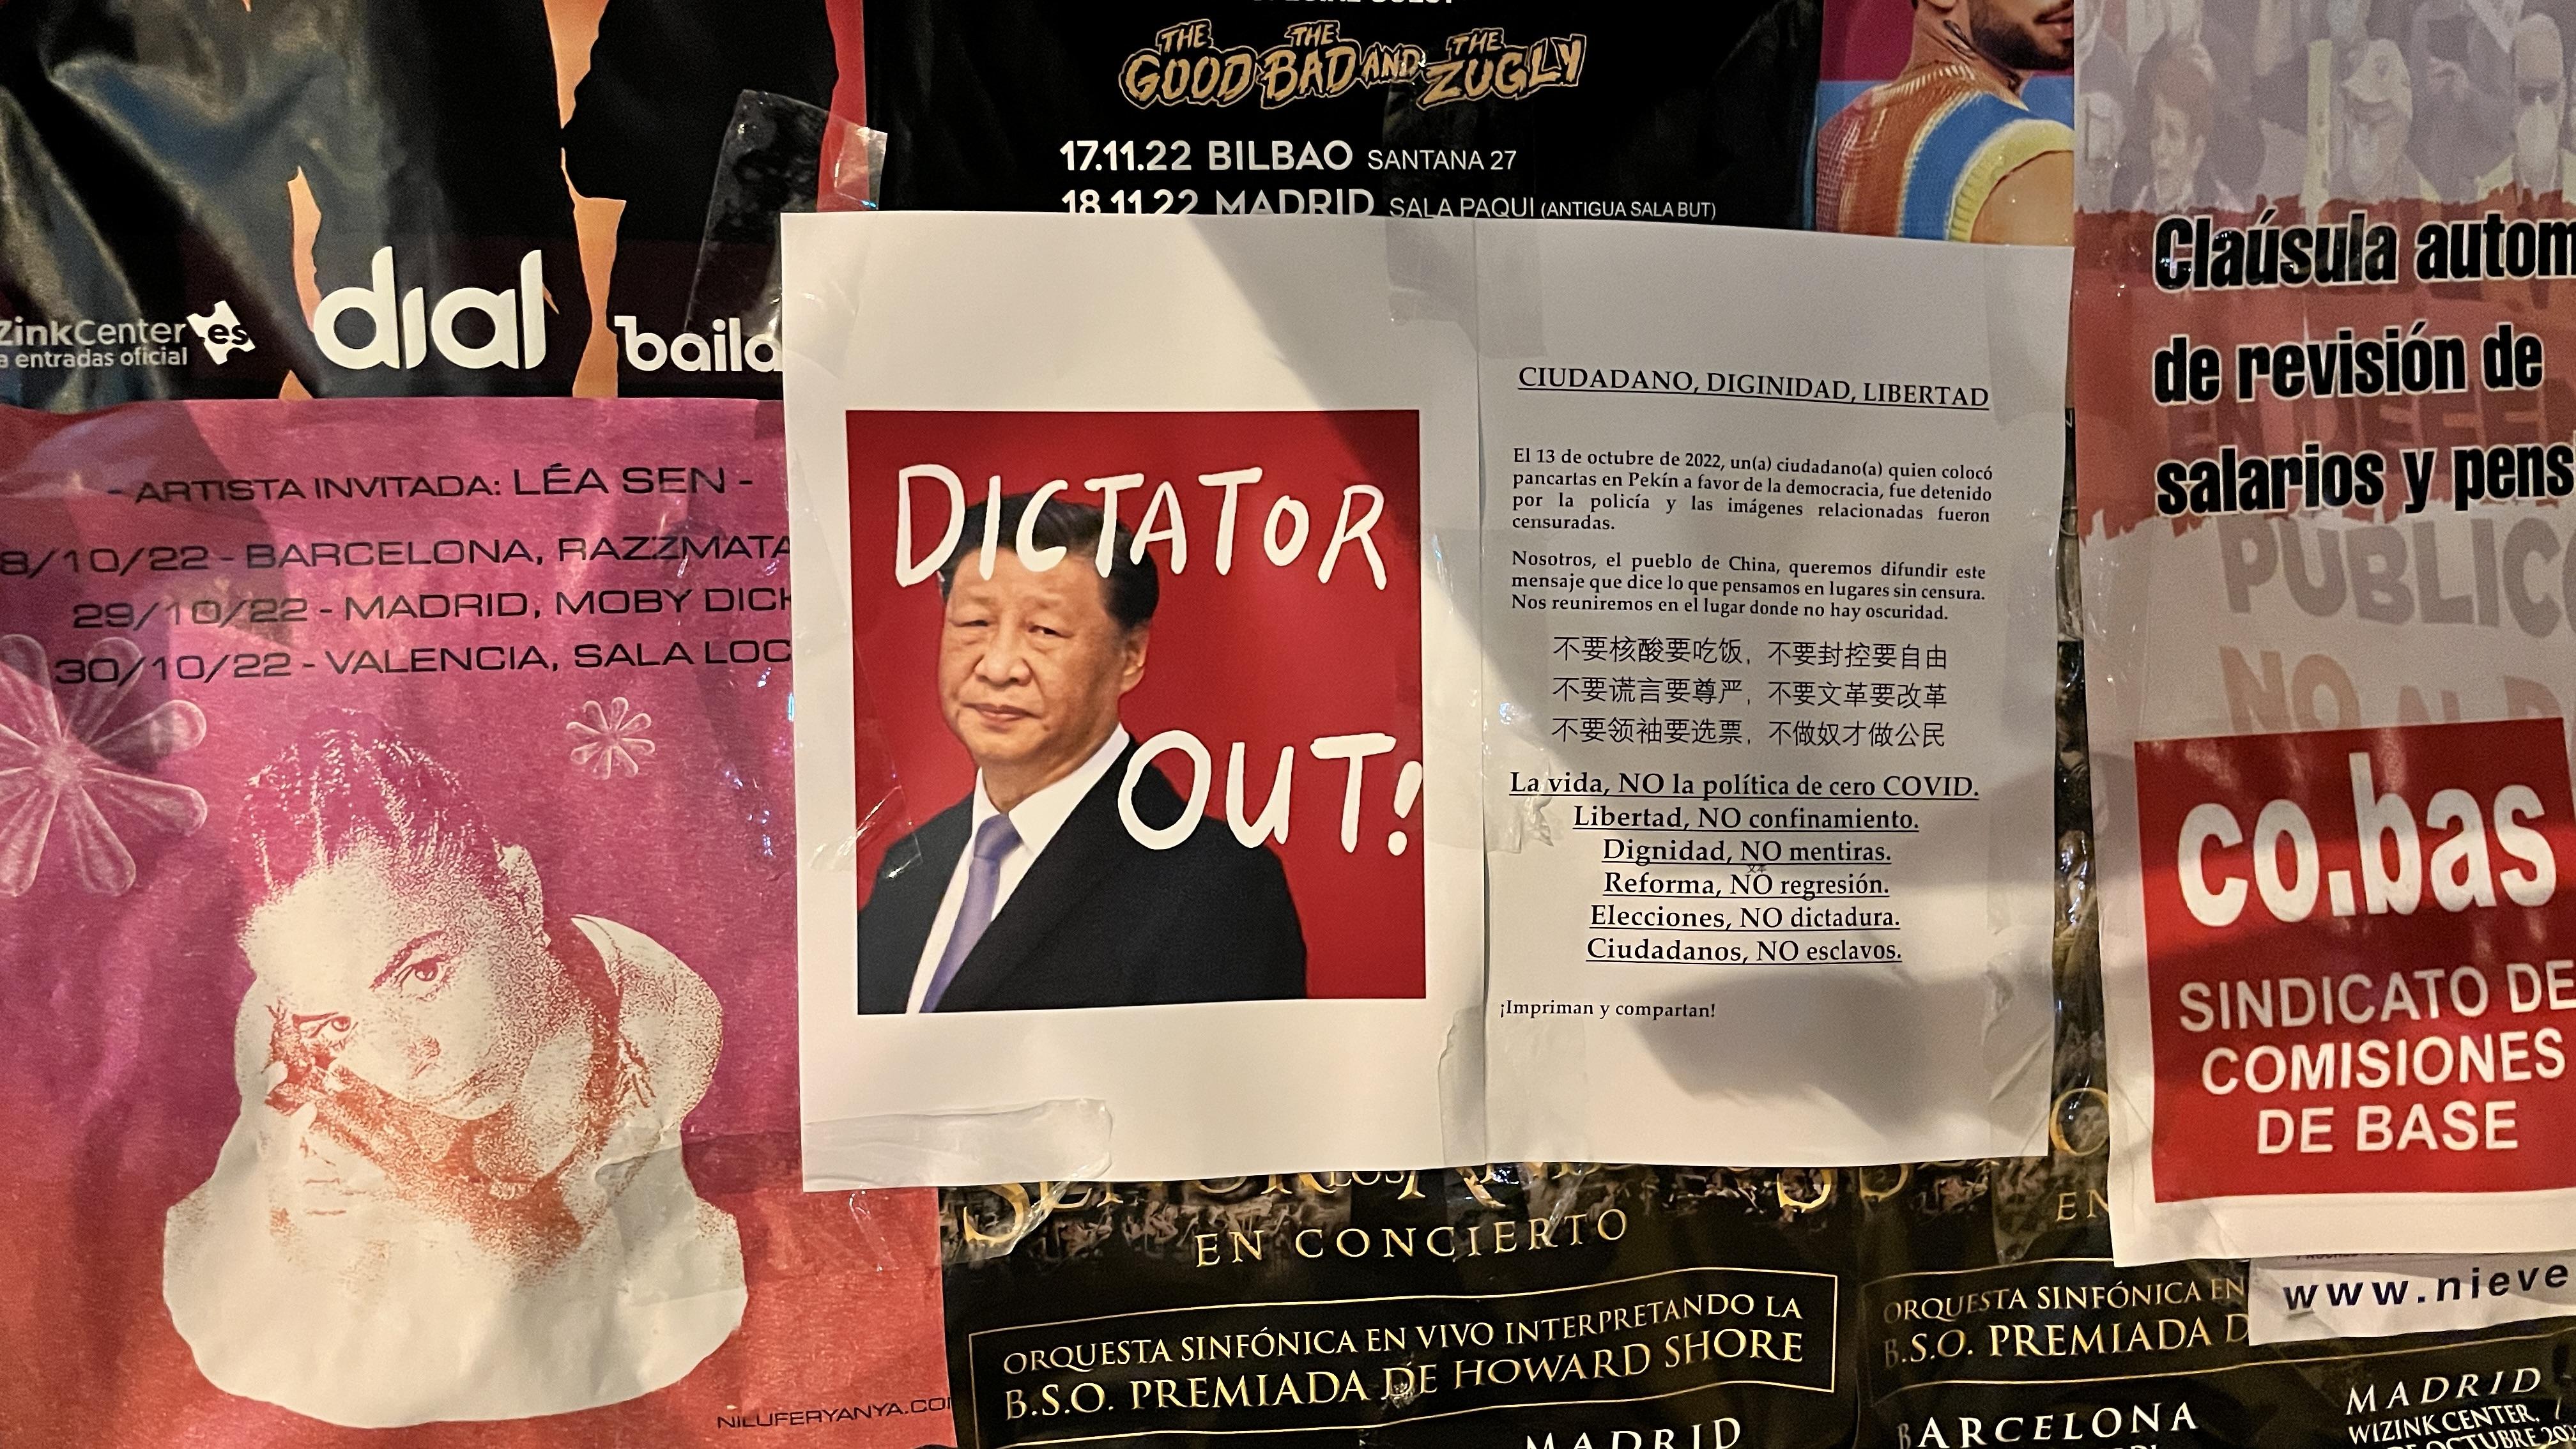 THE GOOD THE BAD AND THE ZUGLY
17.11.22 BILBAO SANTANA 27
18.11.22 MADRID SALA PAQUI (ANTIGUA SALA BUT)
ZinkCenter es
entradas oficial
dial
baila
- ARTISTA INVITADA: LÉA SEN -
8/10/22 - BARCELONA, RAZZMATA
29/10/22 - MADRID, MOBY DICK
30/10/22 - VALENCIA, SALA LOC
NILUFERYANYA.CO
DICTATOR
OUT!
CIUDADANO, DIGINIDAD, LIBERTAD
El 13 de octubre de 2022, un(a) ciudadano(a) quien colocó
pancartas en Pekín a favor de la democracia, fue detenido
por la policía y las imágenes relacionadas fueron
censuradas.
Nosotros, el pueblo de China, queremos difundir este
mensaje que dice lo que pensamos en lugares sin censura.
Nos reuniremos en el lugar donde no hay oscuridad.
不要核酸要吃饭，不要封控要自由
不要谎言要尊严，不要文革要改革
不要领袖要选票，不做奴才做公民
La vida, NO la política de cero COVID.
Libertad, NO confinamiento.
Dignidad, NO mentiras.
Reforma, NO regresión.
Elecciones, NO dictadura.
Ciudadanos, NO esclavos.
¡Impriman y compartan!
Claúsula autom
de revisión de
salarios y pens
PUBLIC
co.bas
SINDICATO DE
COMISIONES
DE BASE
www.nieve
EN CONCIERTO
ORQUESTA SINFÓNICA EN VIVO INTERPRETANDO LA
B.S.O. PREMIADA DE HOWARD SHORE
MADRID
EN
ORQUESTA SINFÓNICA EN
B.S.O. PREMIADA D
BARCELONA
MADRID
WIZINK CENTER,
OCTUBRE 202